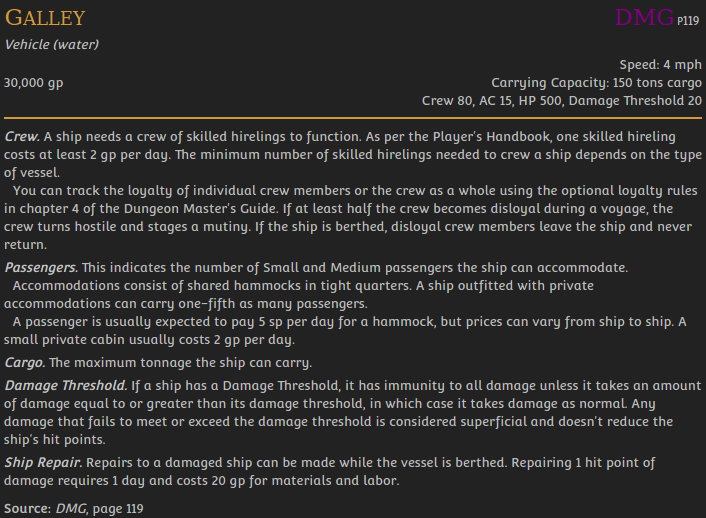 GALLEY DMG P119
Vehicle (water)
Speed: 4 mph
30,000 gp Carrying Capacity: 150 tons cargo
Crew 80, AC 15, HP 500, Damage Threshold 20
Crew. A ship needs a crew of skilled hirelings to function. As per the Player's Handbook, one skilled hireling
costs at least 2 gp per day. The minimum number of skilled hirelings needed to crew a ship depends on the type
of vessel.
You can track the loyalty of individual crew members or the crew as a whole using the optional loyalty rules
in chapter 4 of the Dungeon Master's Guide. If at least half the crew becomes disloyal during a voyage, the
crew turns hostile and stages a mutiny. If the ship is berthed, disloyal crew members leave the ship and never
return.
Passengers. This indicates the number of Small and Medium passengers the ship can accommodate.
Accommodations consist of shared hammocks in tight quarters. A ship outfitted with private
accommodations can carry one-fifth as many passengers.
A passenger is usually expected to pay 5 sp per day for a hammock, but prices can vary from ship to ship. A
small private cabin usually costs 2 gp per day.
Cargo. The maximum tonnage the ship can carry.
Damage Threshold. If a ship has a Damage Threshold, it has immunity to all damage unless it takes an amount
of damage equal to or greater than its damage threshold, in which case it takes damage as normal. Any
damage that fails to meet or exceed the damage threshold is considered superficial and doesn't reduce the
ship's hit points.
Ship Repair. Repairs to a damaged ship can be made while the vessel is berthed. Repairing 1 hit point of
damage requires 1 day and costs 20 gp for materials and labor.
Source: DMG, page 119